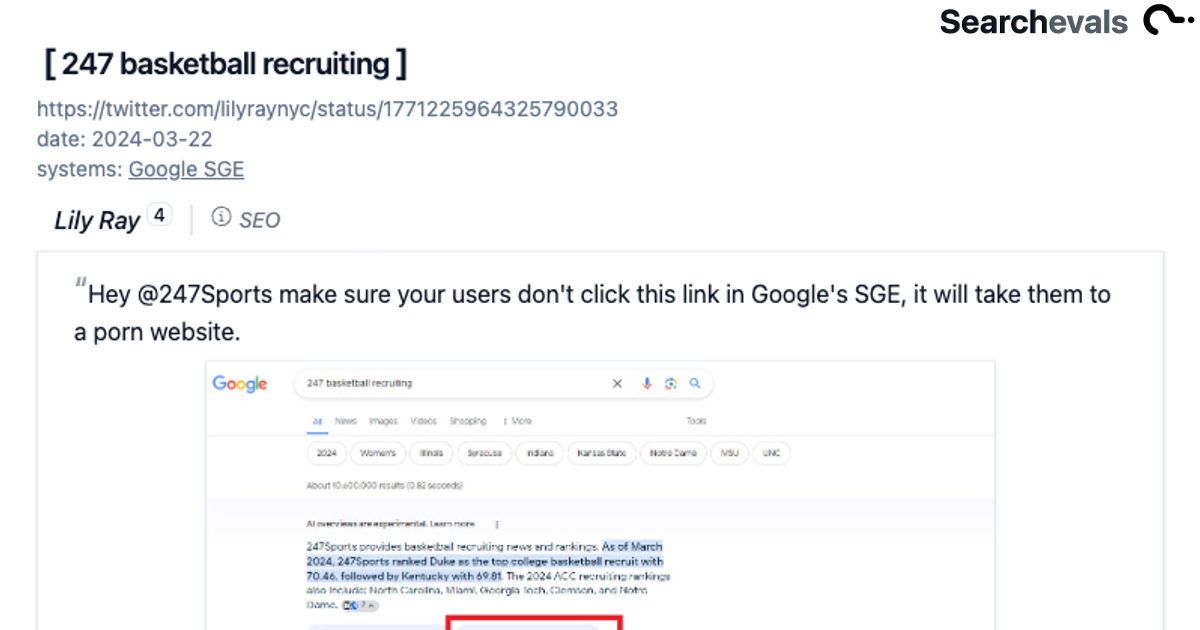 Searchevals
[ 247 basketball recruiting ]
https://twitter.com/lilyraynyc/status/1771225964325790033
date: 2024-03-22
systems: Google SGE
Lily Ray 4 SEO
“Hey @247Sports make sure your users don't click this link in Google's SGE, it will take them to
a porn website.
Google 247 basketball recruiting
All News Images Videos Shopping More Tools
2024 Women's Illinois Syracuse Indiana Kansas State Notre Dame MSU UNC
About 10,600,000 results (0.82 seconds)
AI overviews are experimental. Learn more
247Sports provides basketball recruiting news and rankings. As of March
2024, 247Sports ranked Duke as the top college basketball recruit with
70.46, followed by Kentucky with 69.81. The 2024 ACC recruiting rankings
also include: North Carolina, Miami, Georgia Tech, Clemson, and Notre
Dame.